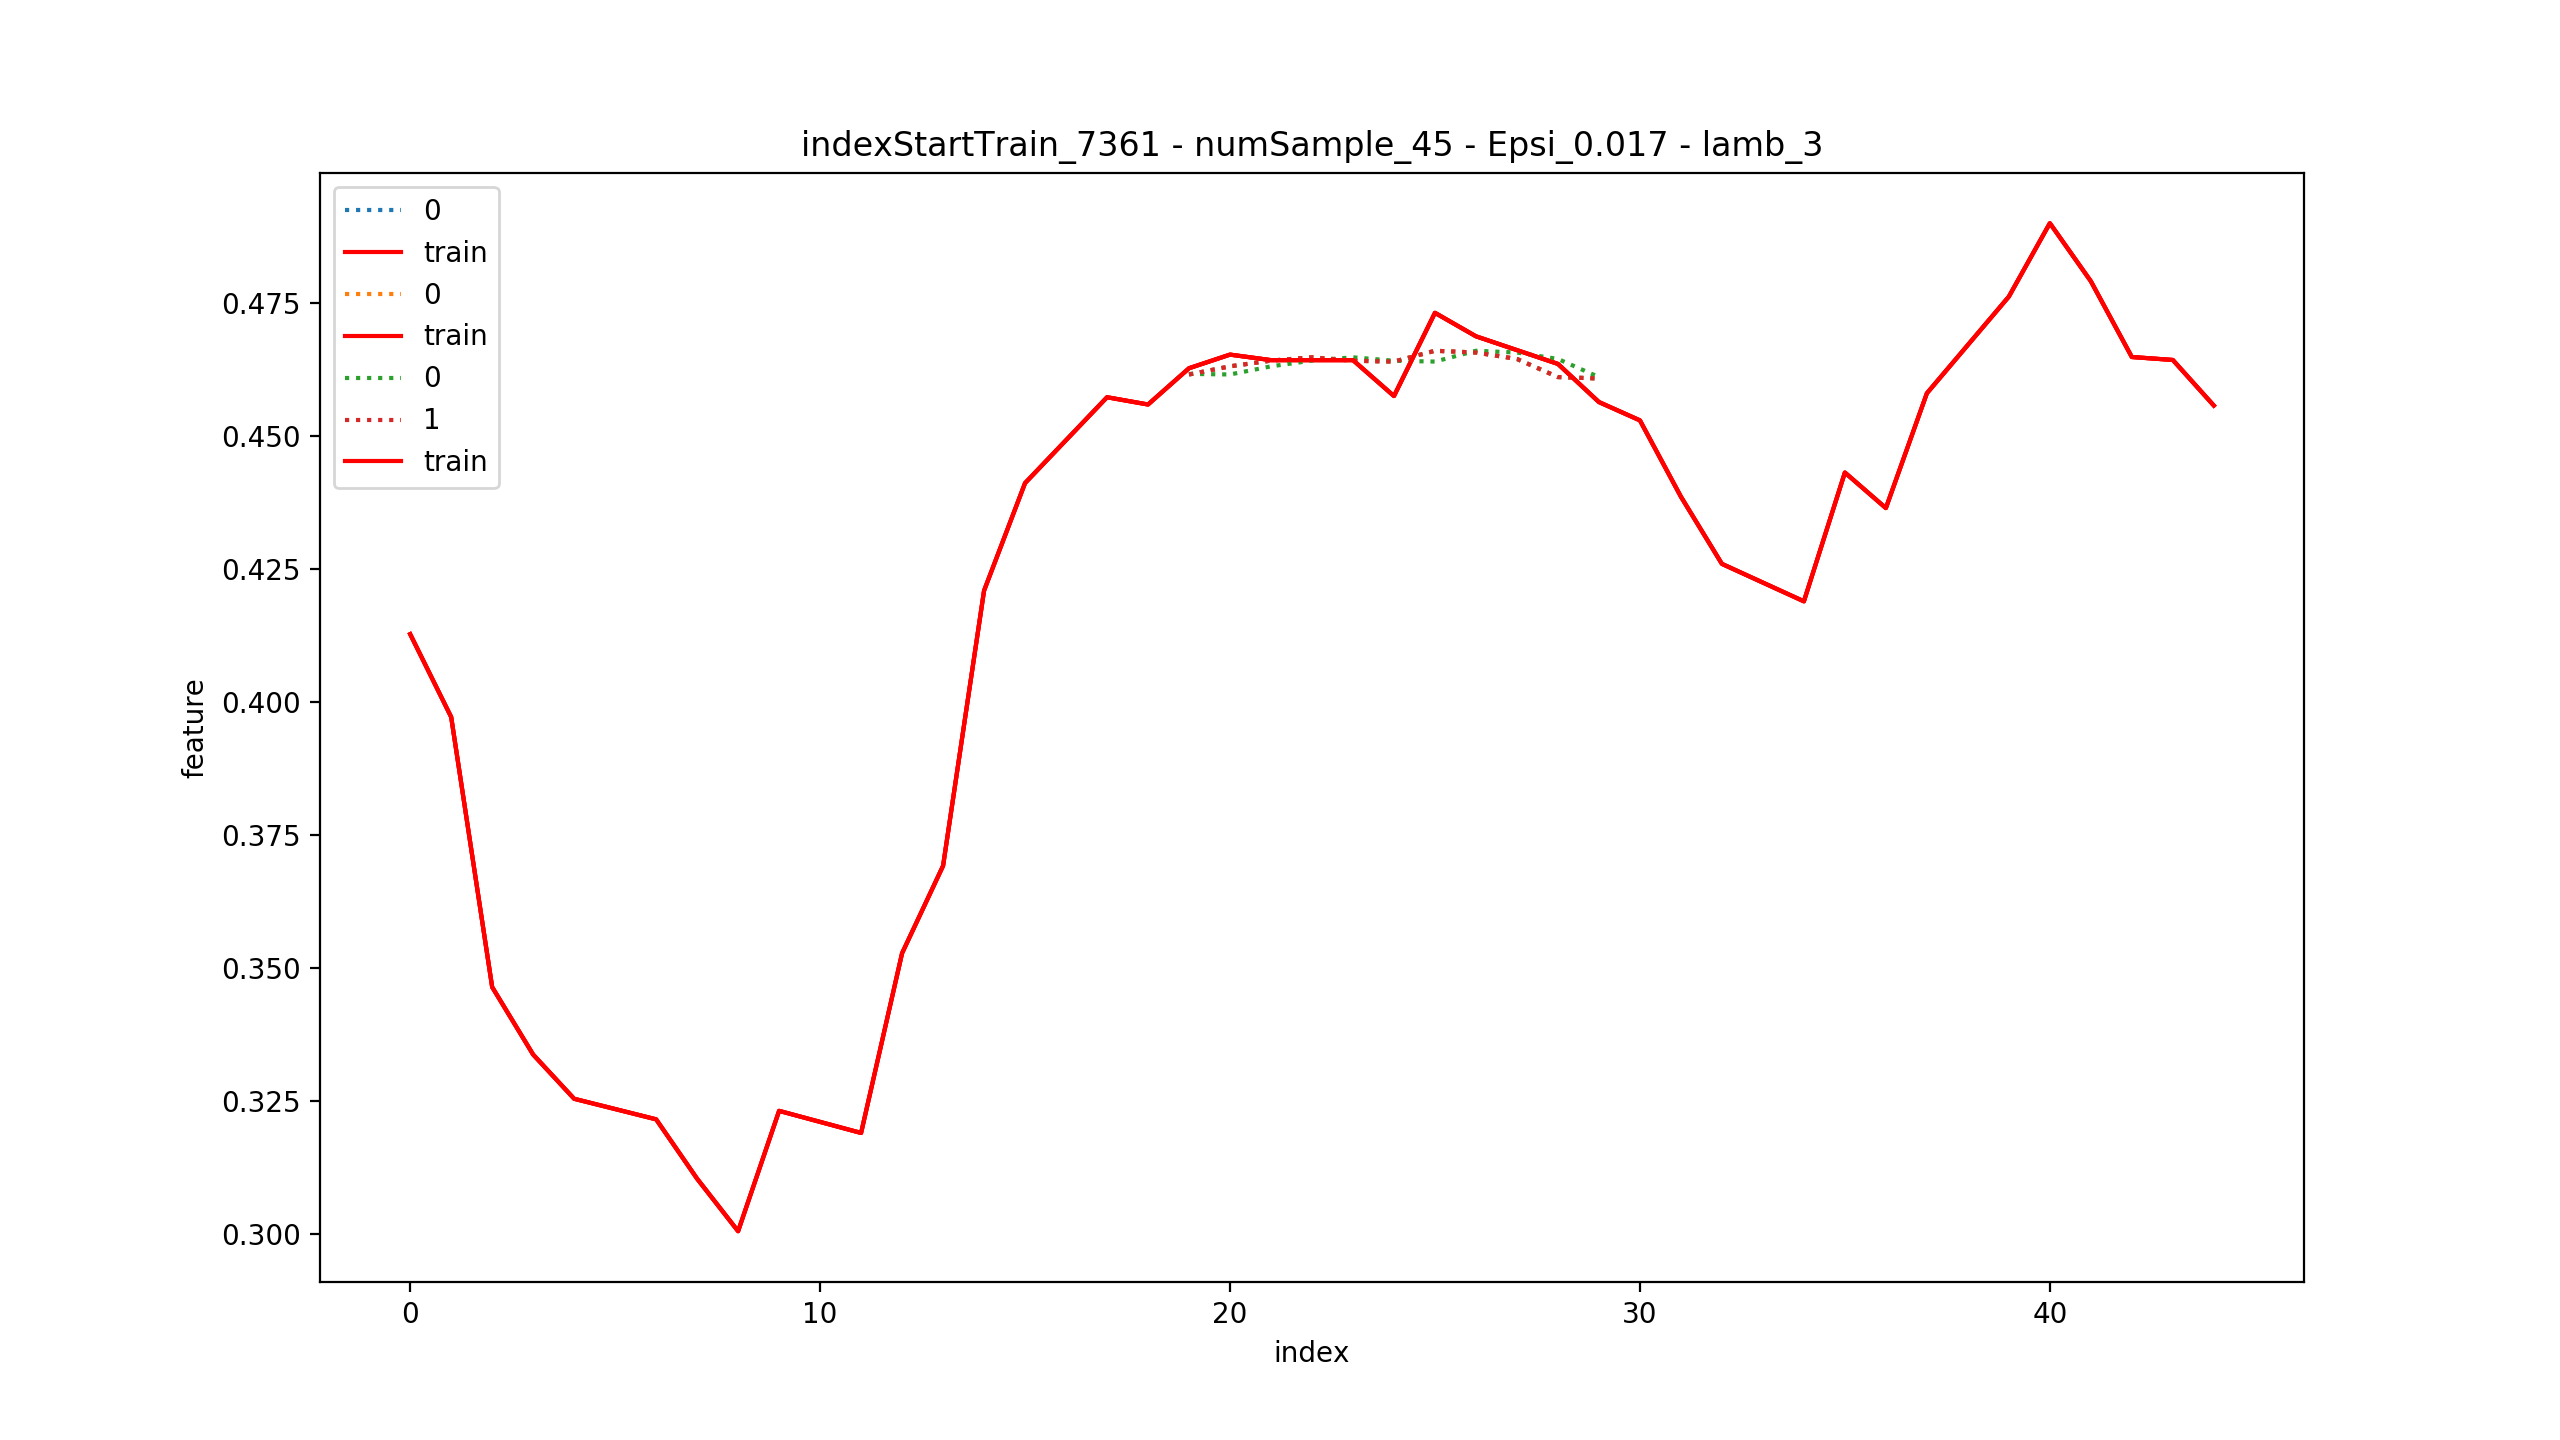 indexStartTrain_7361 - numSample_45 - Epsi_0.017 - lamb_3
0
train
0
train
0
1
train
0.475
0.450
0.425
0.400
0.375
0.350
0.325
0.300
feature
0 10 20 30 40
index